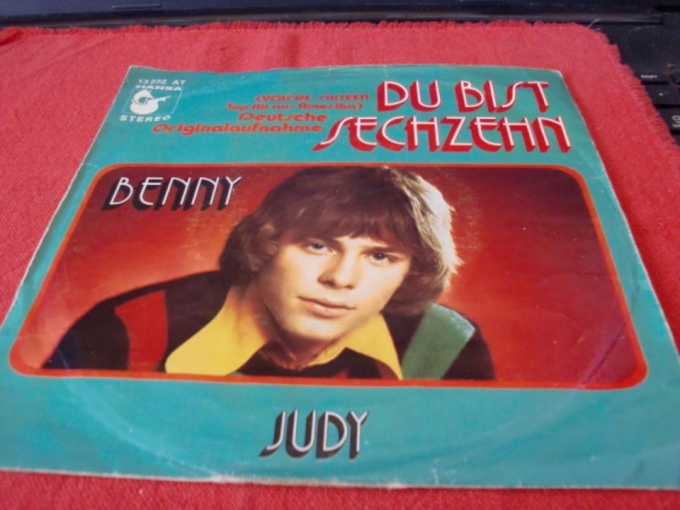 13 292 AT
HANSA
STEREO
(YOU'RE SIXTEEN
Top Hit aus Amerika)
Deutsche
Originalaufnahme
DU BIST
SECHZEHN
BENNY
JUDY